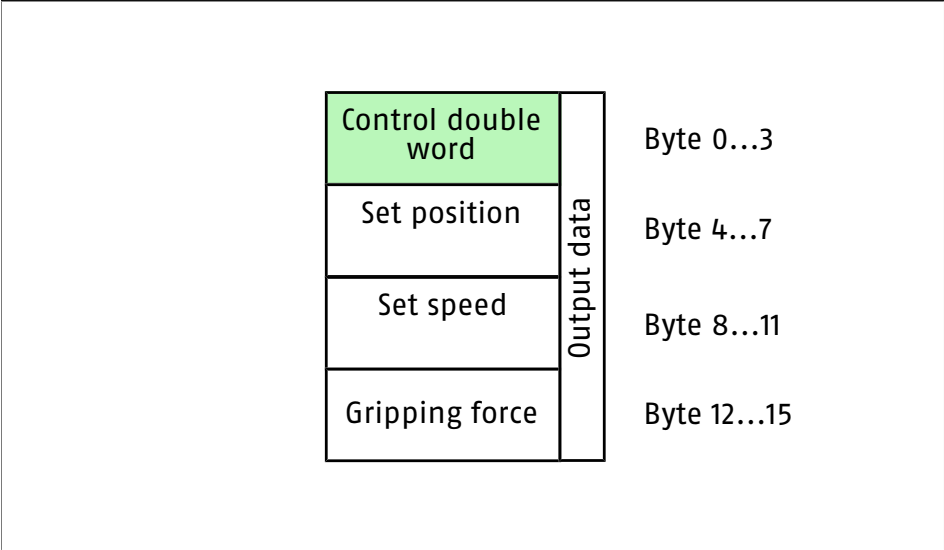 Control double
word
Byte 0...3
Set position
Byte 4...7
Set speed
Byte 8...11
Gripping force
Byte 12...15
Output data